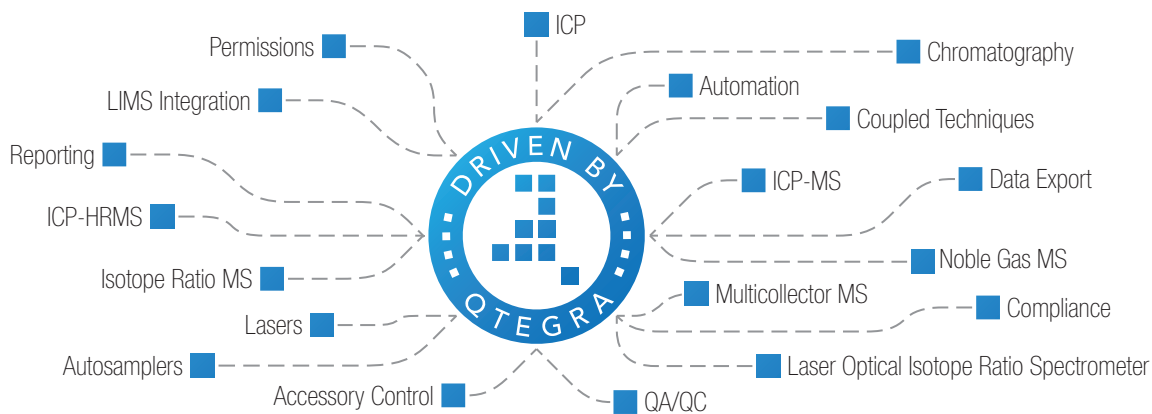 ICP
Permissions
Chromatography
Automation
LIMS Integration
Coupled Techniques
DRIVEN BY
Reporting
ICP-MS
Data Export
ICP-HRMS
Noble Gas MS
Isotope Ratio MS
Multicollector MS
Compliance
QTEGRA
Lasers
Autosamplers
Laser Optical Isotope Ratio Spectrometer
Accessory Control
QA/QC